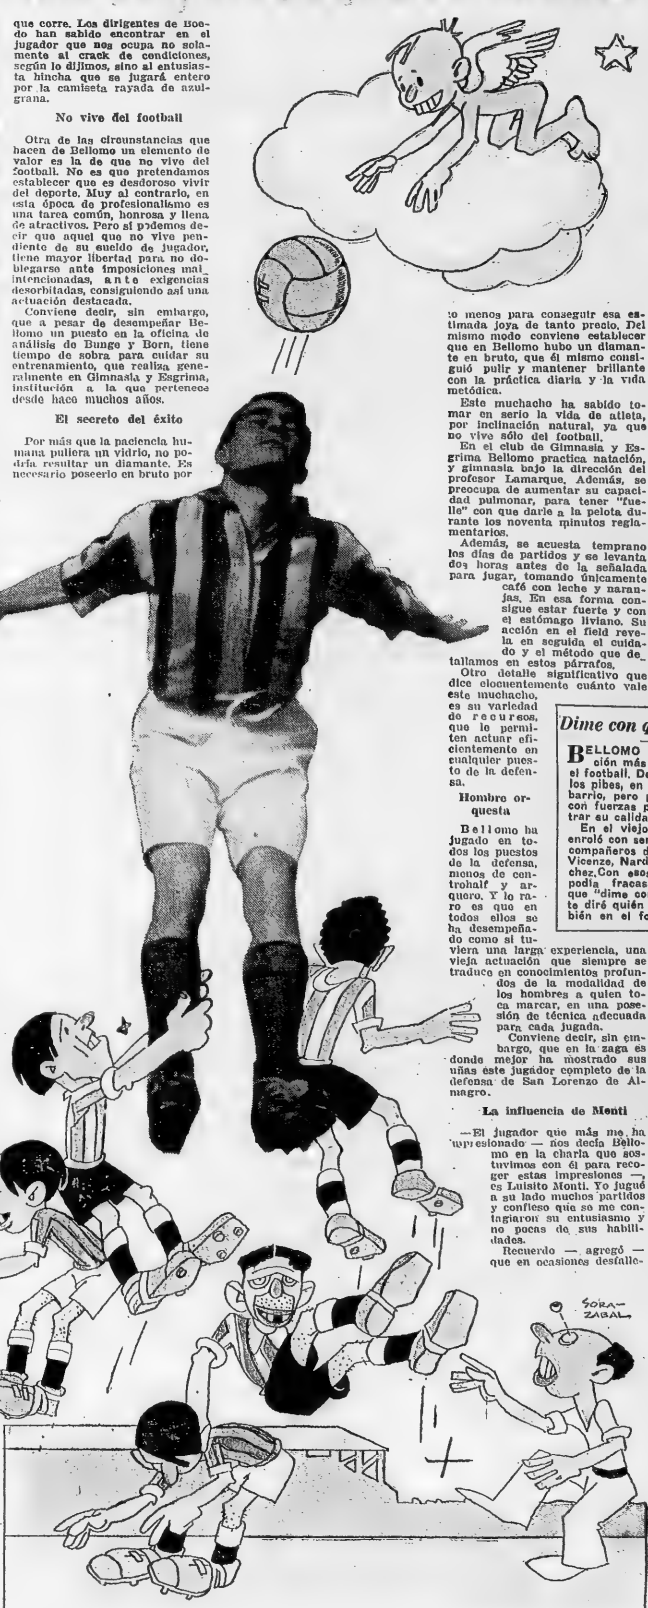 que corre. Los dirigentes de Boe-
do han sabido encontrar en el
jugador que nos ocupa no sola-
mente al crack de condiciones,
según lo dijimos, sino al entusias-
ta hincha que se jugará entero
por la camiseta rayada de azul-
grana.
No vive del football
Otra de las circunstancias que
hacen de Bellomo un elemento de
valor es la de que no vive del
football. No es que pretendamos
establecer que es desdoroso vivir
del deporte. Muy al contrario, en
esta época de profesionalismo es
una tarea común, honrosa y llena
de atractivos. Pero sí podemos de-
cir que aquel que no vive pen-
diente de su sueldo de jugador,
tiene mayor libertad para no do-
blegarse ante imposiciones mal
intencionadas, ante exigencias
desorbitadas, consiguiendo así una
actuación destacada.
Conviene decir, sin embargo,
que a pesar de desempeñar Be-
llomo un puesto en la oficina de
análisis de Bunge y Born, tiene
tiempo de sobra para cuidar su
entrenamiento, que realiza gene-
ralmente en Gimnasia y Esgrima,
institución a la que pertenece
desde hace muchos años.
El secreto del éxito
Por más que la paciencia hu-
mana puliera un vidrio, no po-
dría resultar un diamante. Es
necesario poseerlo en bruto por
lo menos para conseguir esa es-
timada joya de tanto precio. Del
mismo modo conviene establecer
que en Bellomo hubo un diaman-
te en bruto, que él mismo consi-
guió pulir y mantener brillante
con la práctica diaria y la vida
metódica.
Este muchacho ha sabido to-
mar en serio la vida de atleta,
por inclinación natural, ya que
no vive sólo del football.
En el club de Gimnasia y Es-
grima Bellomo practica natación,
y gimnasia bajo la dirección del
profesor Lamarque. Además, se
preocupa de aumentar su capaci-
dad pulmonar, para tener "fue-
lle" con que darle a la pelota du-
rante los noventa minutos regla-
mentarios.
Además, se acuesta temprano
los días de partidos y se levanta
dos horas antes de la señalada
para jugar, tomando únicamente
café con leche y naran-
jas. En esa forma con-
sigue estar fuerte y con
el estómago liviano. Su
acción en el field reve-
la en seguida el cuida-
do y el método que de-
tallamos en estos párrafos.
Otro detalle significativo que
dice elocuentemente cuánto vale
este muchacho,
es su variedad
de recursos,
que le permi-
ten actuar efi-
cientemente en
cualquier pues-
to de la defen-
sa.
Hombre or-
questa
Bellomo ha
jugado en to-
dos los puestos
de la defensa,
menos de cen-
trohalf y ar-
quero. Y lo ra-
ro es que en
todos ellos se
ha desempeña-
do como si tu-
viera una larga experiencia, una
vieja actuación que siempre se
traduce en conocimientos profun-
dos de la modalidad de
los hombres a quien to-
ca marcar, en una pose-
sión de técnica adecuada
para cada jugada.
Conviene decir, sin em-
bargo, que en la zaga es
donde mejor ha mostrado sus
uñas este jugador completo de la
defensa de San Lorenzo de Al-
magro.
La influencia de Monti
—El jugador que más me ha
impresionado — nos decía Bello-
mo en la charla que sos-
tuvimos con él para reco-
ger estas impresiones —,
es Luisito Monti. Yo jugué
a su lado muchos partidos
y confieso que se me con-
tagiaron su entusiasmo y
no pocas de sus habili-
dades.
Recuerdo — agregó —
que en ocasiones desfalle-
Dime con q
BELLOMO
ción más
el football. De
los pibes, en
barrio, pero
con fuerzas p
trar su calida
En el viejo
enroló con ser
compañeros d
Vicenze, Nard
chez. Con esos
podía fracas
que "dime co
te diré quién
bién en el fo
SORA-
ZABAL